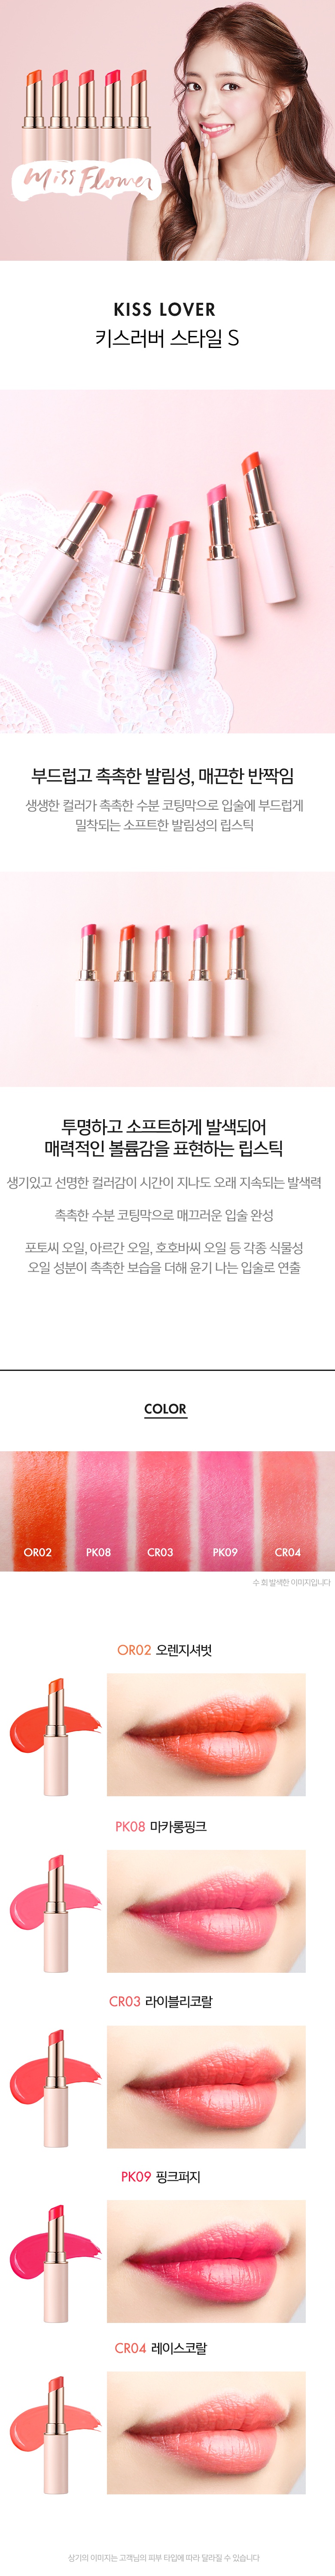 Miss Flower
KISS LOVER
키스러버 스타일 S
부드럽고 촉촉한 발림성, 매끈한 반짝임
생생한 컬러가 촉촉한 수분 코팅막으로 입술에 부드럽게
밀착되는 소프트한 발림성의 립스틱
투명하고 소프트하게 발색되어
매력적인 볼륨감을 표현하는 립스틱
생기있고 선명한 컬러감이 시간이 지나도 오래 지속되는 발색력
촉촉한 수분 코팅막으로 매끄러운 입술 완성
포토씨 오일, 아르간 오일, 호호바씨 오일 등 각종 식물성
오일 성분이 촉촉한 보습을 더해 윤기 나는 입술로 연출
COLOR
OR02 PK08 CR03 PK09 CR04
수 회 발색한 이미지입니다
OR02 오렌지셔벗
PK08 마카롱핑크
CR03 라이블리코랄
PK09 핑크퍼지
CR04 레이스코랄
상기의 이미지는 고객님의 피부 타입에 따라 달라질 수 있습니다